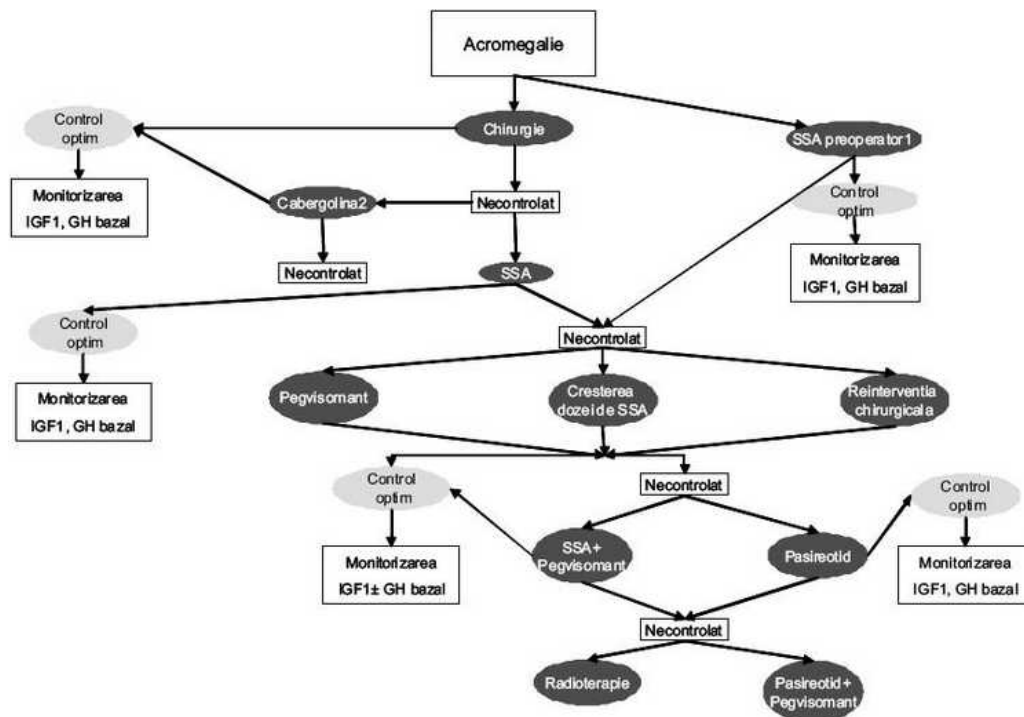 Acromegalie
Control
optim
Chirurgie
SSA preoperator1
Monitorizarea
IGF1, GH bazal
Cabergolina2
Necontrolat
Control
optim
Necontrolat
SSA
Monitorizarea
IGF1, GH bazal
Control
optim
Necontrolat
Monitorizarea
IGF1, GH bazal
Pegvisomant
Cresterea
dozei de SSA
Reinterventia
chirurgicala
Control
optim
Necontrolat
Control
optim
Monitorizarea
IGF1± GH bazal
SSA+
Pegvisomant
Pasireotid
Monitorizarea
IGF1, GH bazal
Necontrolat
Radioterapie
Pasireotid+
Pegvisomant